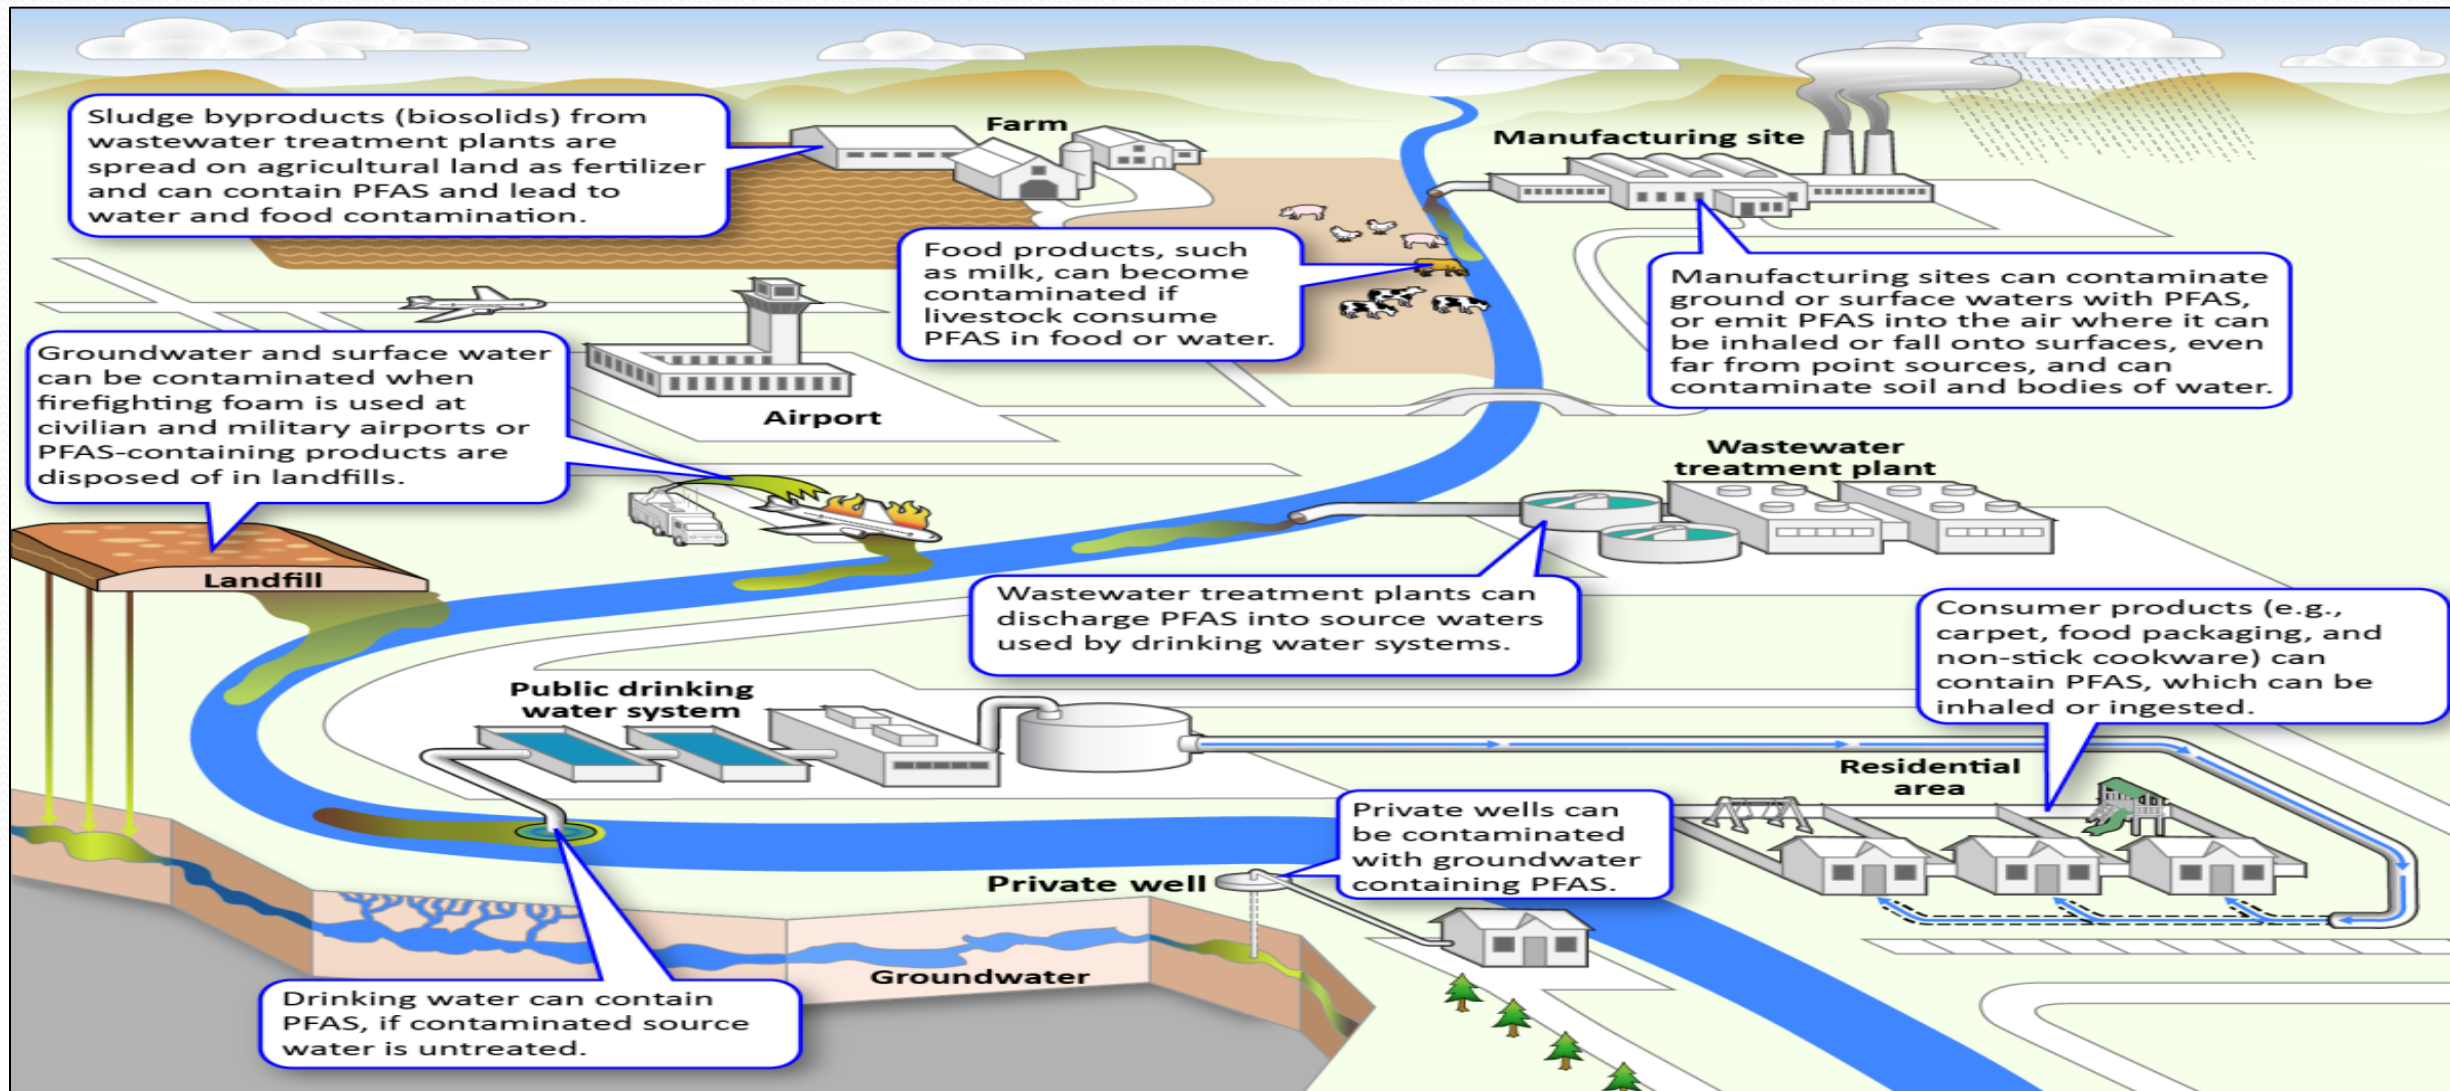 Sludge byproducts (biosolids) from
wastewater treatment plants are
spread on agricultural land as fertilizer
and can contain PFAS and lead to
water and food contamination.
Farm
Manufacturing site
Food products, such
as milk, can become
contaminated if
livestock consume
PFAS in food or water.
Manufacturing sites can contaminate
ground or surface waters with PFAS,
or emit PFAS into the air where it can
be inhaled or fall onto surfaces, even
far from point sources, and can
contaminate soil and bodies of water.
Groundwater and surface water
can be contaminated when
firefighting foam is used at
civilian and military airports or
PFAS-containing products are
disposed of in landfills.
Airport
Wastewater
treatment plant
Landfill
Wastewater treatment plants can
discharge PFAS into source waters
used by drinking water systems.
Consumer products (e.g.,
carpet, food packaging, and
non-stick cookware) can
contain PFAS, which can be
inhaled or ingested.
Public drinking
water system
Residential
area
Private wells can
be contaminated
with groundwater
containing PFAS.
Private well
Groundwater
Drinking water can contain
PFAS, if contaminated source
water is untreated.